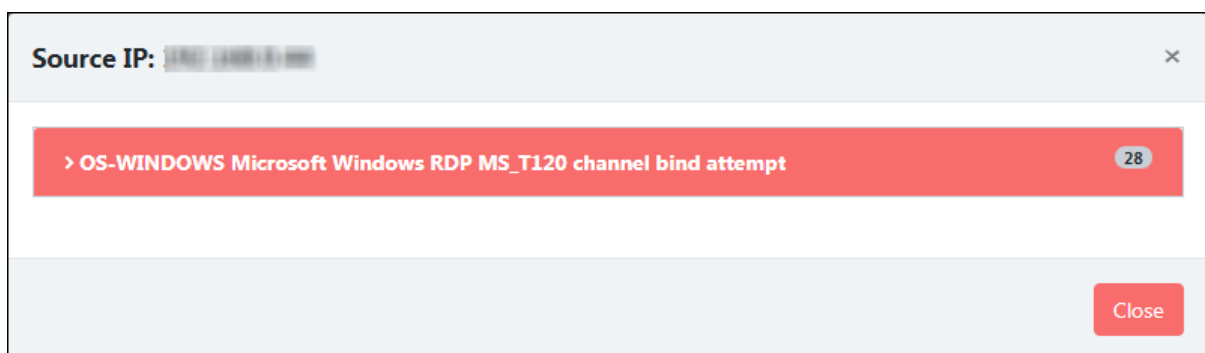 Source IP:
×
> OS-WINDOWS Microsoft Windows RDP MS_T120 channel bind attempt 28
Close